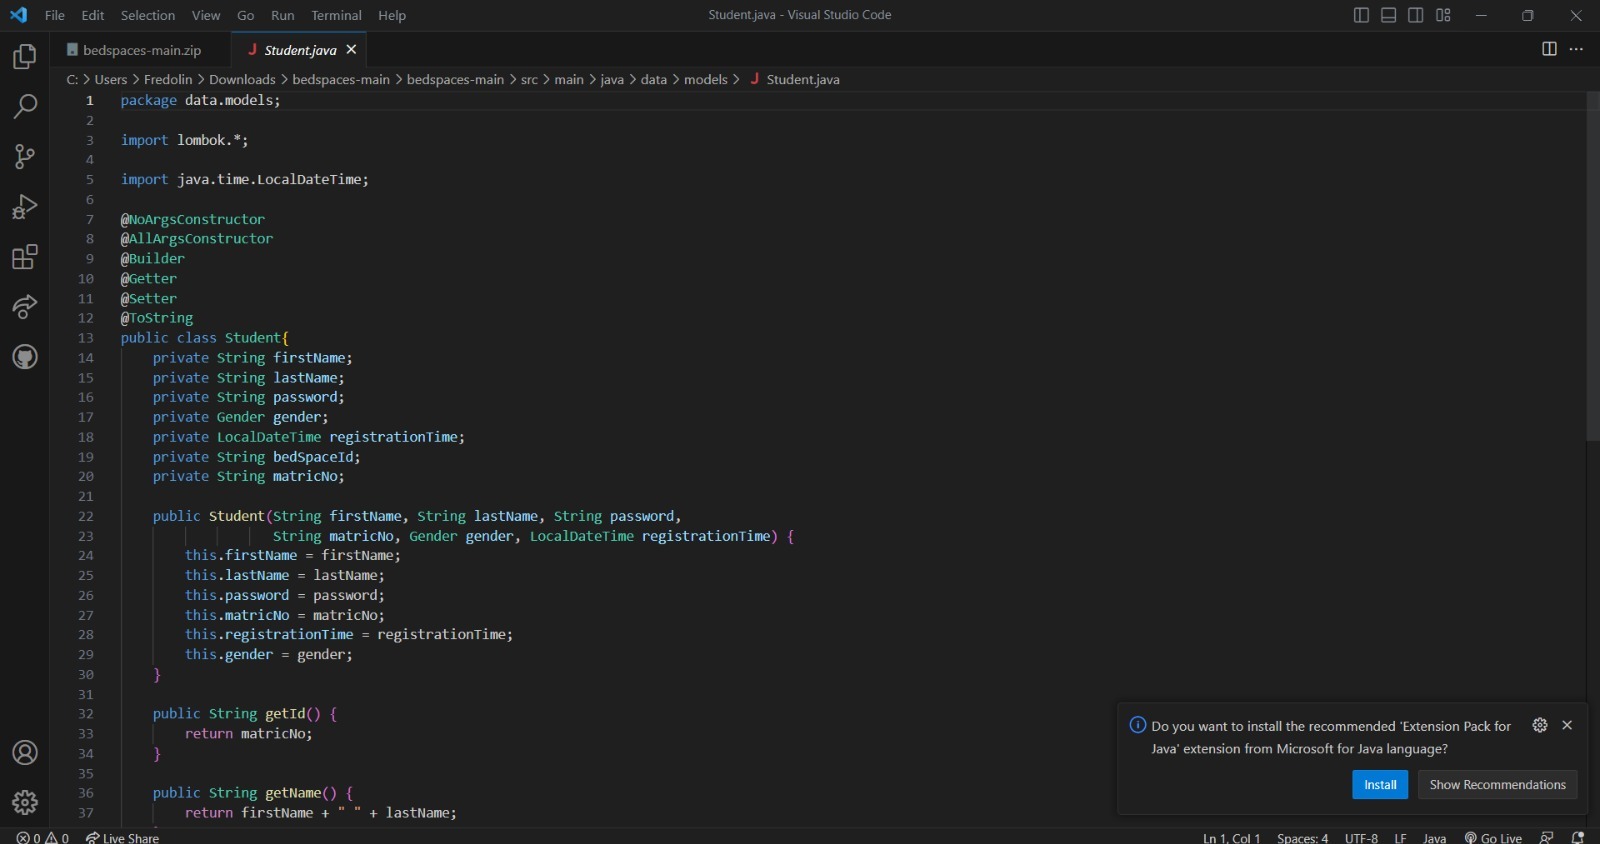 File Edit Selection View Go Run Terminal Help
Student.java - Visual Studio Code
bedspaces-main.zip
J Student.java
C: > Users > Fredolin > Downloads > bedspaces-main > bedspaces-main > src > main > java > data > models > J Student.java
1 package data.models;
2
3 import lombok.*;
4
5 import java.time.LocalDateTime;
6
7 @NoArgsConstructor
8 @AllArgsConstructor
9 @Builder
10 @Getter
11 @Setter
12 @ToString
13 public class Student{
14 private String firstName;
15 private String lastName;
16 private String password;
17 private Gender gender;
18 private LocalDateTime registrationTime;
19 private String bedSpaceId;
20 private String matricNo;
21
22 public Student(String firstName, String lastName, String password,
23 String matricNo, Gender gender, LocalDateTime registrationTime) {
24 this.firstName = firstName;
25 this.lastName = lastName;
26 this.password = password;
27 this.matricNo = matricNo;
28 this.registrationTime = registrationTime;
29 this.gender = gender;
30 }
31
32 public String getId() {
33 return matricNo;
34 }
35
36 public String getName() {
37 return firstName + " " + lastName;
Do you want to install the recommended 'Extension Pack for
Java' extension from Microsoft for Java language?
Install
Show Recommendations
0 0 Live Share
Ln 1, Col 1 Spaces: 4 UTF-8 LF Java Go Live